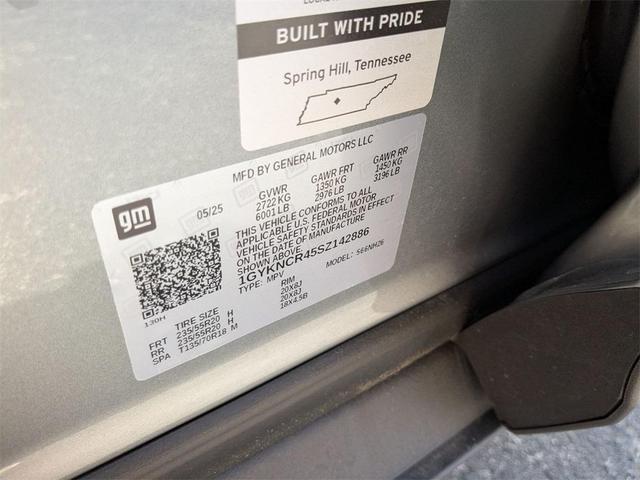 BUILT WITH PRIDE
Spring Hill, Tennessee
MFD BY GENERAL MOTORS LLC
gm
05/25
GVWR GAWR FRT GAWR RR
2722 KG 1350 KG 1450 KG
6001 LB 2976 LB 3196 LB
THIS VEHICLE CONFORMS TO ALL
APPLICABLE U.S. FEDERAL MOTOR
VEHICLE SAFETY STANDARDS IN EFFECT
ON THE DATE OF MANUFACTURE
SHOWN ABOVE.
1GYKNCR45SZ142886
TYPE: MPV MODEL: 566NH26
130H
TIRE SIZE RIM
FRT 235/55R20 H 20X8J
RR 235/55R20 H 20X8J
SPA T135/70R18 M 18X4.5B